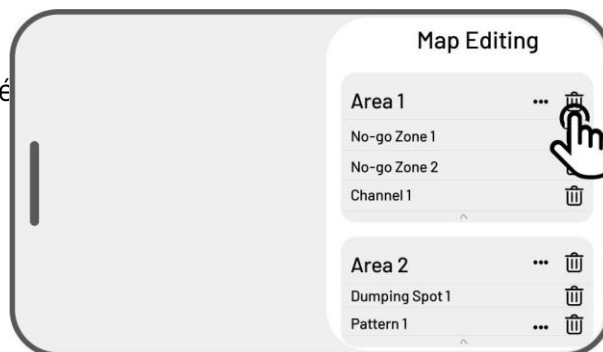 é
Map Editing
Area 1 •••
No-go Zone 1
No-go Zone 2
Channel 1
Area 2 •••
Dumping Spot 1
Pattern 1 •••